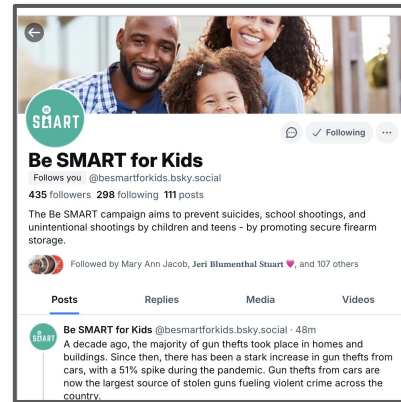 SMART
Be SMART for Kids
Following
Follows you @besmartforkids.bsky.social
435 followers 298 following 111 posts
The Be SMART campaign aims to prevent suicides, school shootings, and
unintentional shootings by children and teens - by promoting secure firearm
storage.
Followed by Mary Ann Jacob, Jeri Blumenthal Stuart 💗, and 107 others
Posts Replies Media Videos
SMART
Be SMART for Kids @besmartforkids.bsky.social · 48m
A decade ago, the majority of gun thefts took place in homes and
buildings. Since then, there has been a stark increase in gun thefts from
cars, with a 51% spike during the pandemic. Gun thefts from cars are
now the largest source of stolen guns fueling violent crime across the
country.